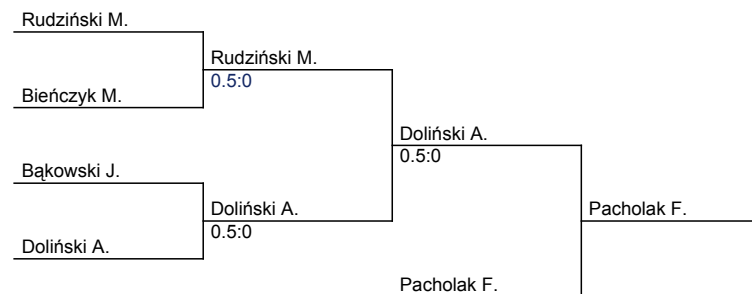 Rudziński M.
Rudziński M.
0.5:0
Bieńczyk M.
Doliński A.
0.5:0
Bąkowski J.
Doliński A.
0.5:0
Pacholak F.
Doliński A.
Pacholak F.